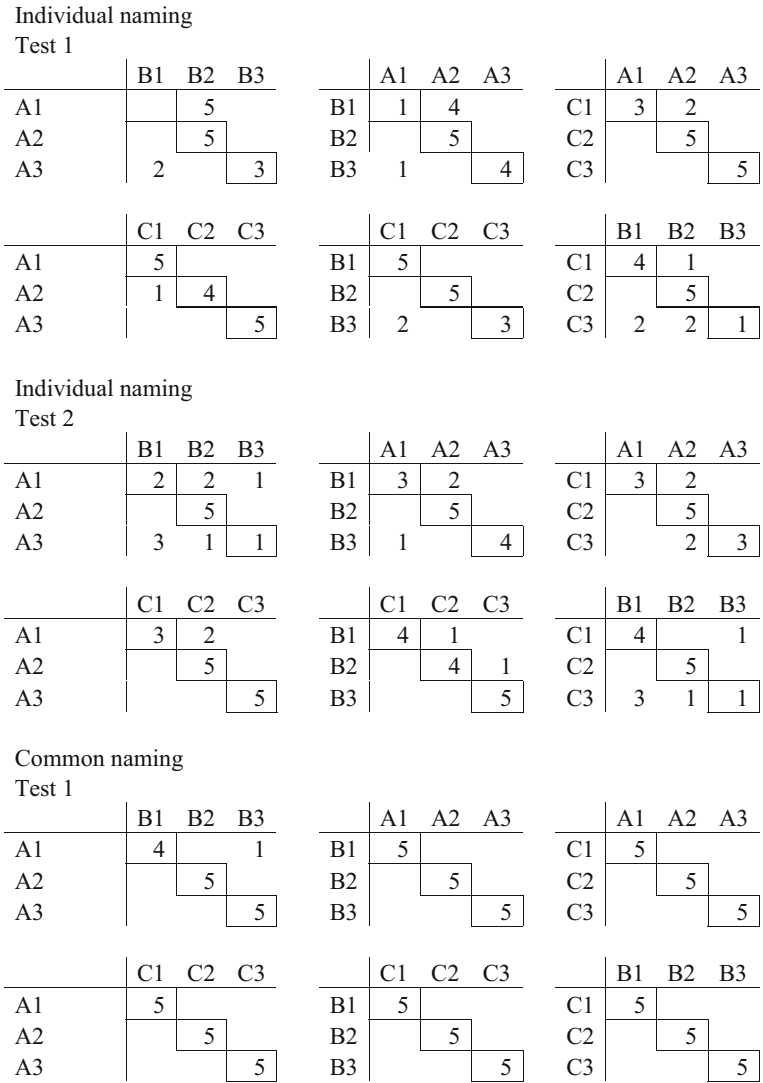 Individual naming
Test 1
B1 B2 B3 A1 A2 A3 A1 A2 A3
A1 5 B1 1 4 C1 3 2
A2 5 B2 5 C2 5
A3 2 3 B3 1 4 C3 5
C1 C2 C3 C1 C2 C3 B1 B2 B3
A1 5 B1 5 C1 4 1
A2 1 4 B2 5 C2 5
A3 5 B3 2 3 C3 2 2 1
Individual naming
Test 2
B1 B2 B3 A1 A2 A3 A1 A2 A3
A1 2 2 1 B1 3 2 C1 3 2
A2 5 B2 5 C2 5
A3 3 1 1 B3 1 4 C3 2 3
C1 C2 C3 C1 C2 C3 B1 B2 B3
A1 3 2 B1 4 1 C1 4 1
A2 5 B2 4 1 C2 5
A3 5 B3 5 C3 3 1 1
Common naming
Test 1
B1 B2 B3 A1 A2 A3 A1 A2 A3
A1 4 1 B1 5 C1 5
A2 5 B2 5 C2 5
A3 5 B3 5 C3 5
C1 C2 C3 C1 C2 C3 B1 B2 B3
A1 5 B1 5 C1 5
A2 5 B2 5 C2 5
A3 5 B3 5 C3 5